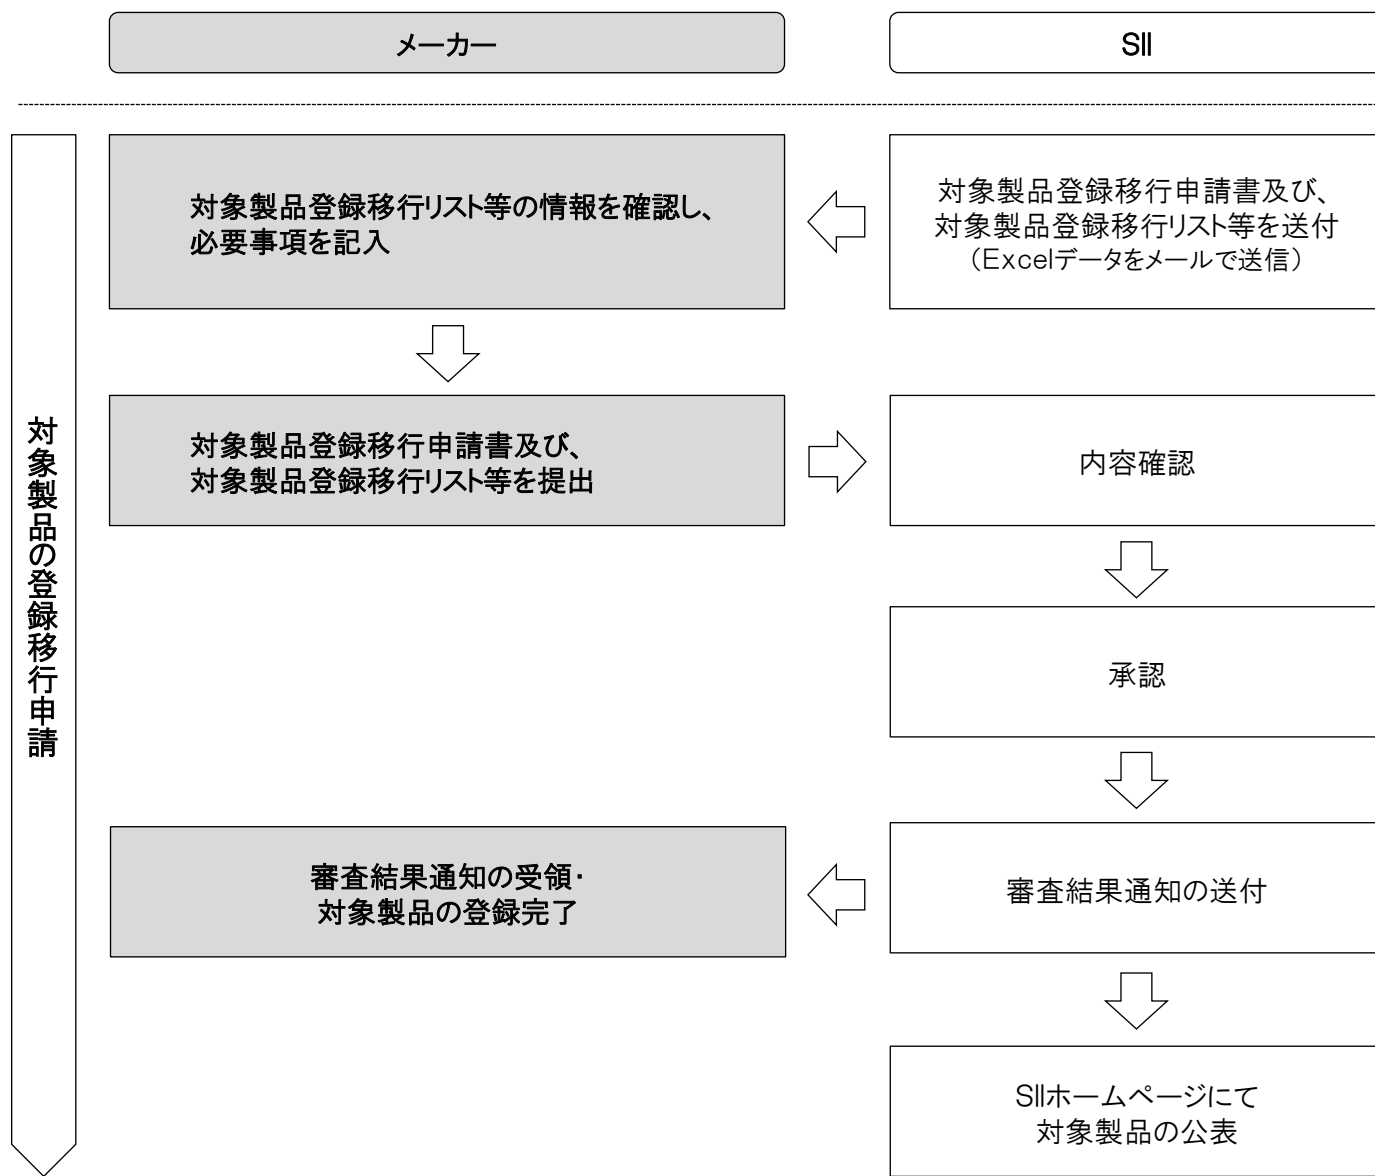 メーカー
SII
対象製品の登録移行申請
対象製品登録移行リスト等の情報を確認し、
必要事項を記入
対象製品登録移行申請書及び、
対象製品登録移行リスト等を送付
（Excelデータをメールで送信）
対象製品登録移行申請書及び、
対象製品登録移行リスト等を提出
内容確認
承認
審査結果通知の受領・
対象製品の登録完了
審査結果通知の送付
SIIホームページにて
対象製品の公表